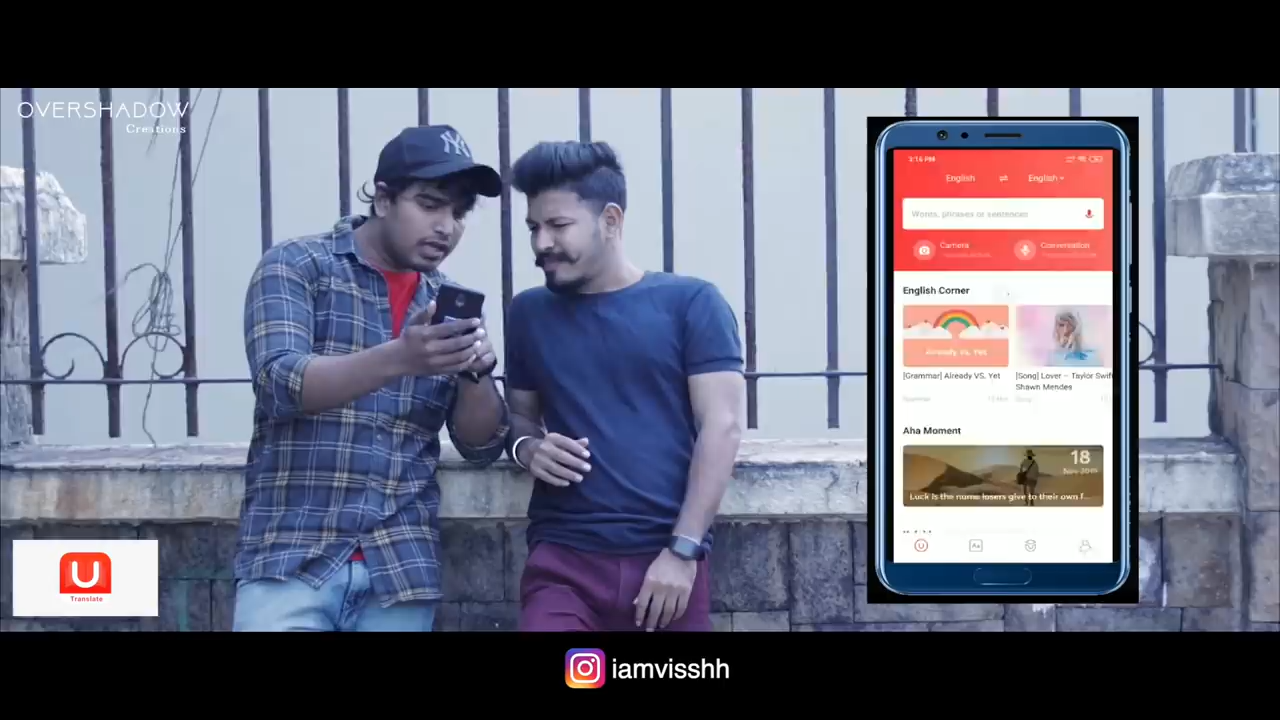 OVERSHADOW
Creations
NY
3:16 PM
English ⇌ English
Words, phrases or sentences
Camera
Conversation
English Corner
Already VS. Yet
[Grammar] Already VS. Yet
[Song] Lover – Taylor Swif
Shawn Mendes
Aha Moment
18
Luck is the name losers give to their own f...
U
Translate
iamvisshh